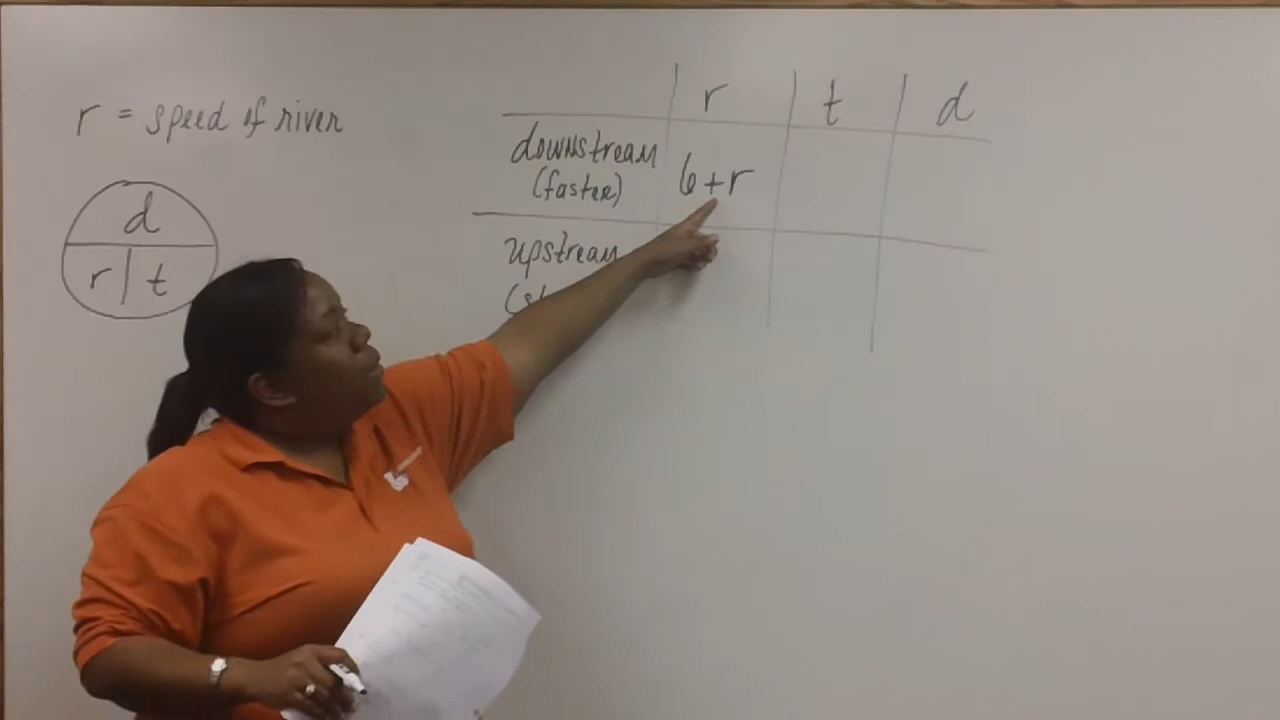 r = speed of river
d
r | t
r | t | d
downstream
(faster)
6+r
upstream